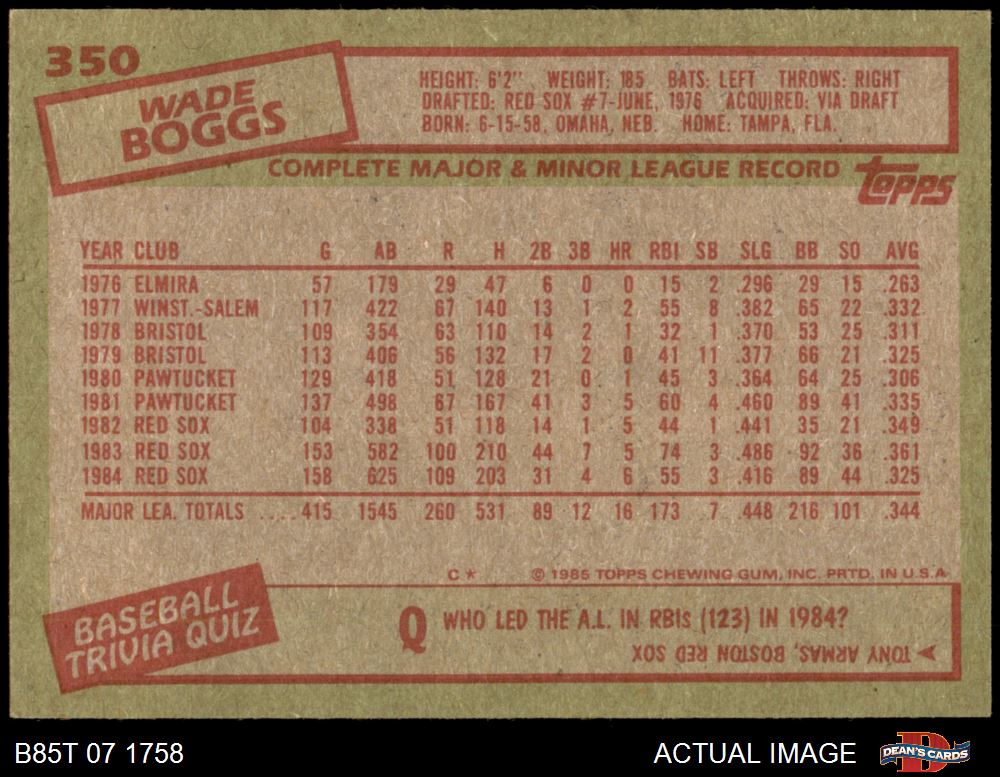 350
WADE
BOGGS
HEIGHT: 6'2" WEIGHT: 185 BATS: LEFT THROWS: RIGHT
DRAFTED: RED SOX #7-JUNE, 1976 ACQUIRED: VIA DRAFT
BORN: 6-15-58, OMAHA, NEB. HOME: TAMPA, FLA.
COMPLETE MAJOR & MINOR LEAGUE RECORD
topps
YEAR CLUB G AB R H 2B 3B HR RBI SB SLG BB SO AVG
1976 ELMIRA 57 179 29 47 6 0 0 15 2 .296 29 15 .263
1977 WINST.-SALEM 117 422 67 140 13 1 2 55 8 .382 65 22 .332
1978 BRISTOL 109 354 63 110 14 2 1 32 1 .370 53 25 .311
1979 BRISTOL 113 406 56 132 17 2 0 41 11 .377 66 21 .325
1980 PAWTUCKET 129 418 51 128 21 0 1 45 3 .364 64 25 .306
1981 PAWTUCKET 137 498 67 167 41 3 5 60 4 .460 89 41 .335
1982 RED SOX 104 338 51 118 14 1 5 44 1 .441 35 21 .349
1983 RED SOX 153 582 100 210 44 7 5 74 3 .486 92 36 .361
1984 RED SOX 158 625 109 203 31 4 6 55 3 .416 89 44 .325
MAJOR LEA. TOTALS ..... 415 1545 260 531 89 12 16 173 7 .448 216 101 .344
C* © 1985 TOPPS CHEWING GUM, INC. PRTD. IN U.S.A.
BASEBALL
TRIVIA QUIZ
Q WHO LED THE A.L. IN RBIs (123) IN 1984?
TONY ARMAS, BOSTON RED SOX
B85T 07 1758
ACTUAL IMAGE
D
DEAN'S CARDS